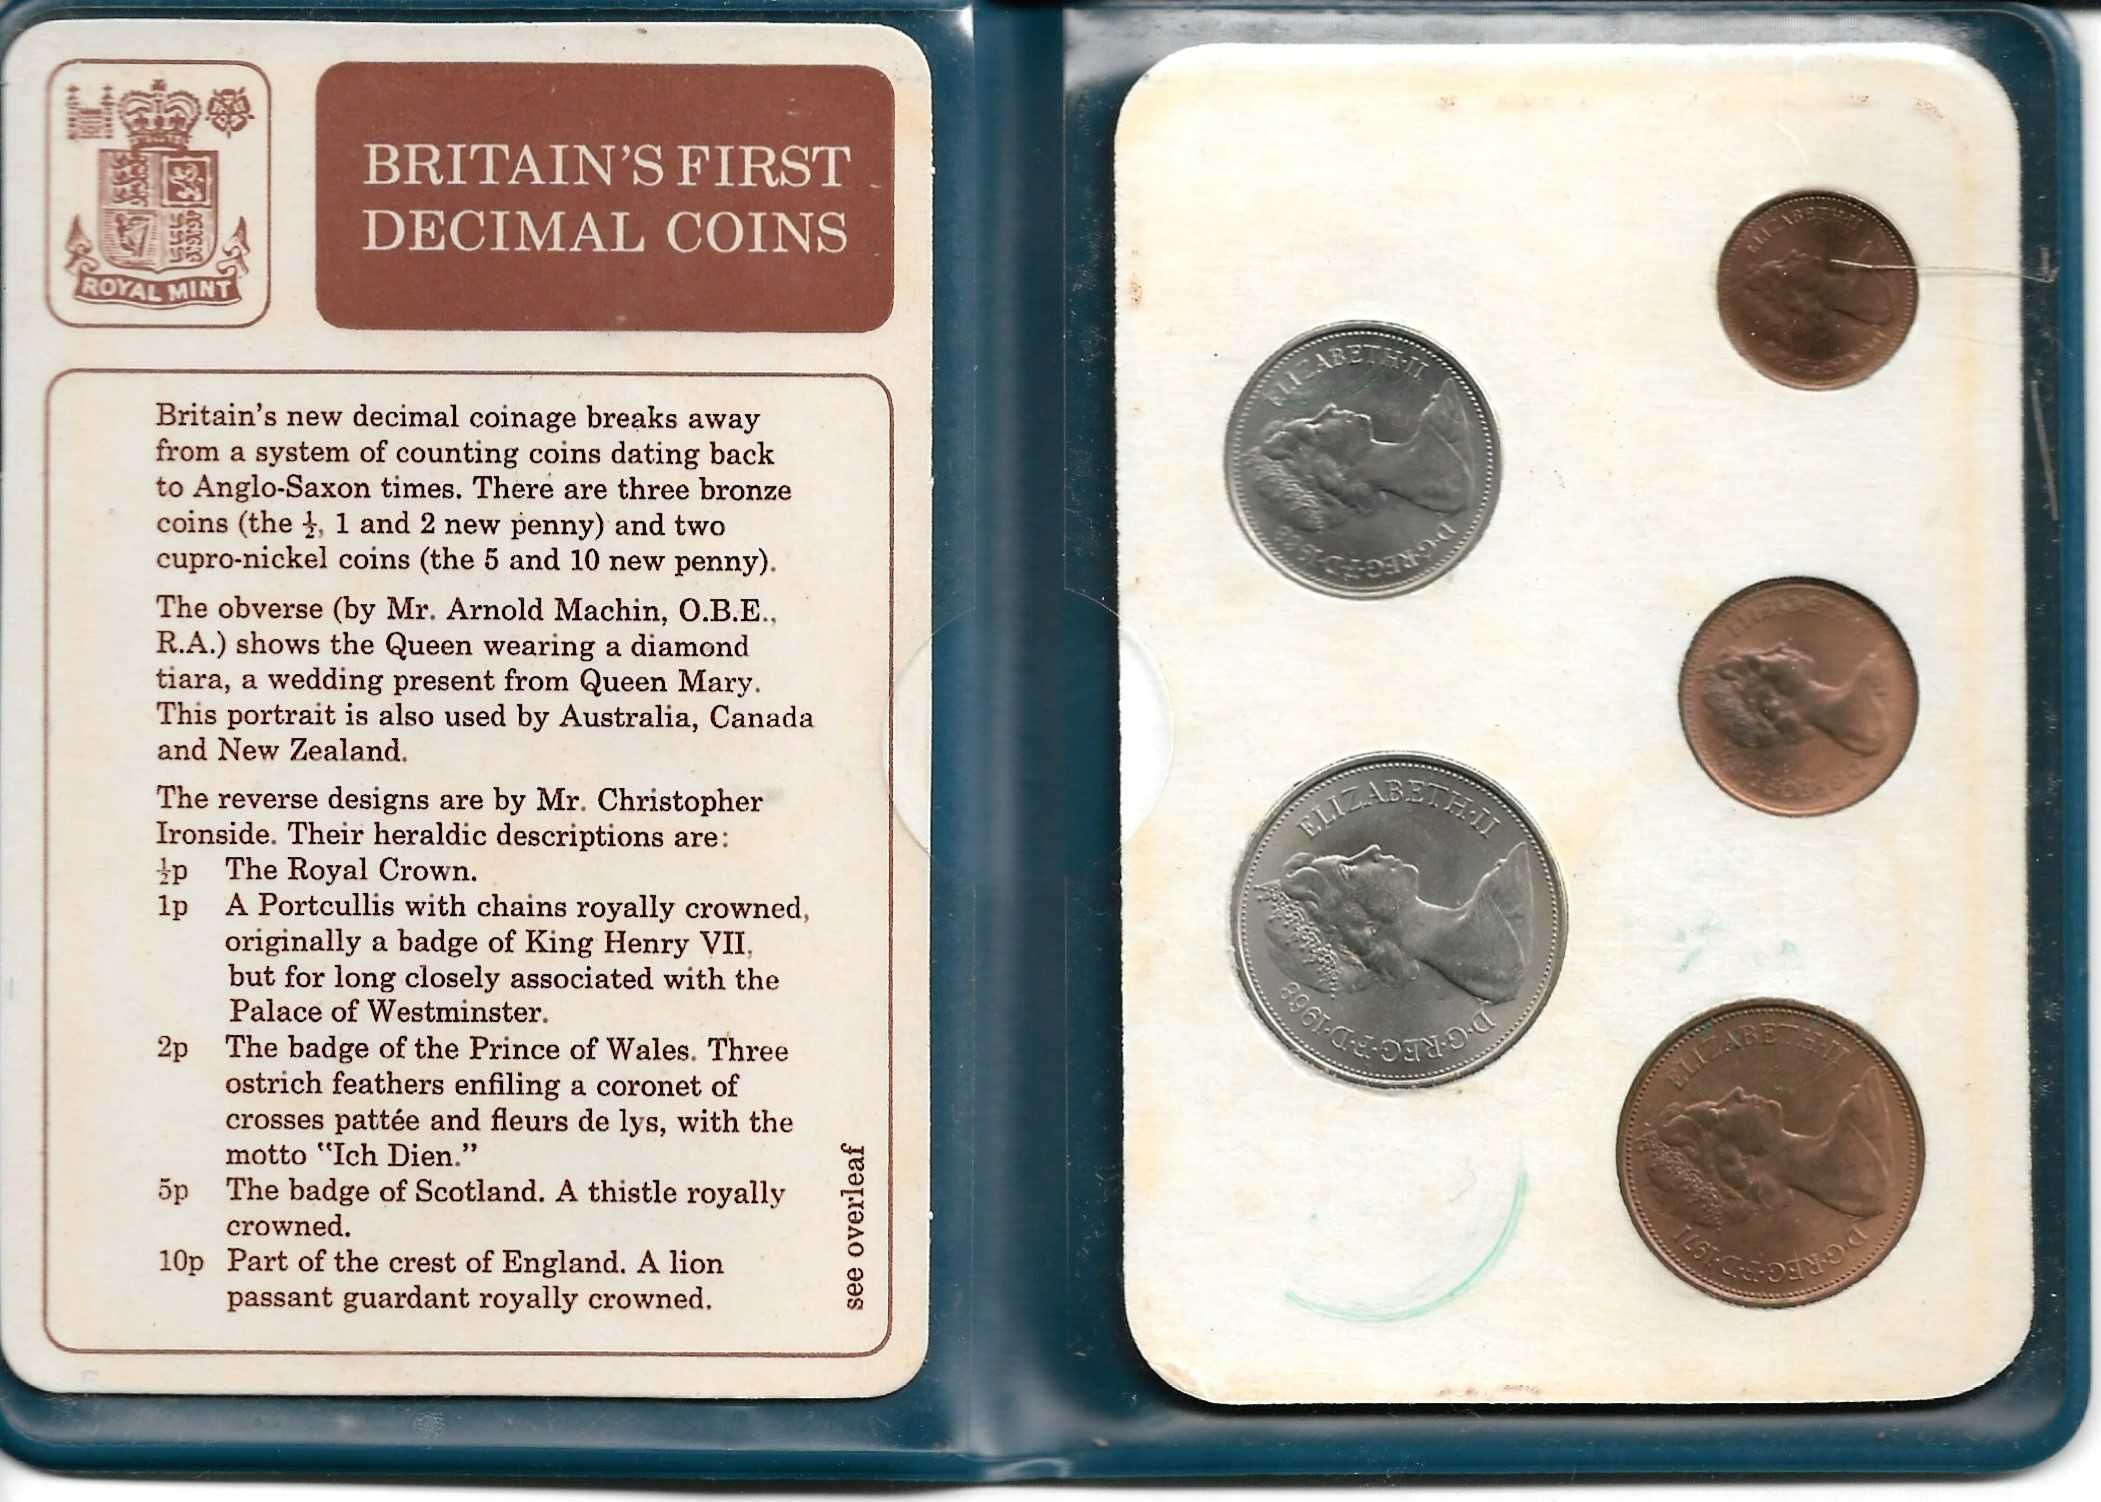 ROYAL MINT
BRITAIN'S FIRST
DECIMAL COINS
Britain's new decimal coinage breaks away
from a system of counting coins dating back
to Anglo-Saxon times. There are three bronze
coins (the ½, 1 and 2 new penny) and two
cupro-nickel coins (the 5 and 10 new penny).
The obverse (by Mr. Arnold Machin, O.B.E.,
R.A.) shows the Queen wearing a diamond
tiara, a wedding present from Queen Mary.
This portrait is also used by Australia, Canada
and New Zealand.
The reverse designs are by Mr. Christopher
Ironside. Their heraldic descriptions are:
½p The Royal Crown.
1p A Portcullis with chains royally crowned,
originally a badge of King Henry VII,
but for long closely associated with the
Palace of Westminster.
2p The badge of the Prince of Wales. Three
ostrich feathers enfiling a coronet of
crosses pattée and fleurs de lys, with the
motto "Ich Dien."
5p The badge of Scotland. A thistle royally
crowned.
10p Part of the crest of England. A lion
passant guardant royally crowned.
see overleaf
ELIZABETH·II
D·G·REG·F·D·1968
ELIZABETH·II
D·G·REG·F·D·1968
ELIZABETH·II
ELIZABETH·II
D·G·REG·F·D·1971